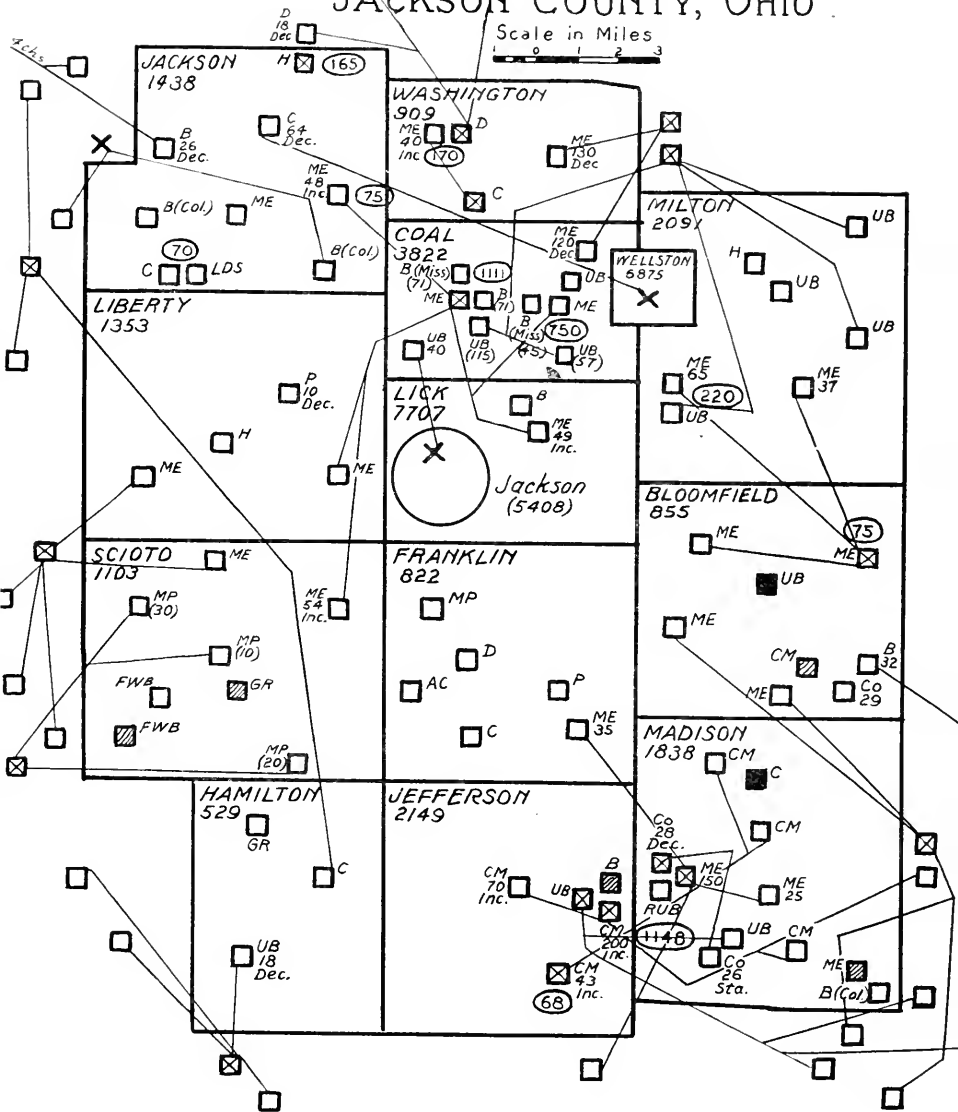 JACKSON COUNTY, OHIO
Scale in Miles
1 0 1 2 3
4 chs
D
18
Dec
H
165
JACKSON
1438
C
64
Dec.
B
26
Dec.
ME
48
Inc
75
B(Col.)
ME
70
C
LDS
B(Col)
WASHINGTON
909
ME
40
Inc
170
D
ME
130
Dec
C
COAL
3822
ME
120
Dec
B(Miss)
(71)
1111
UB
ME
B
(71)
ME
B
(Miss)
(45)
750
UB
(115)
UB
(57)
UB
40
WELLSTON
6875
MILTON
2091
UB
H
UB
UB
ME
65
220
UB
ME
37
LIBERTY
1353
P
10
Dec.
H
ME
ME
LICK
7707
B
ME
49
Inc.
Jackson
(5408)
BLOOMFIELD
855
75
ME
ME
UB
ME
CM
B
32
ME
Co
29
SCIOTO
1103
ME
MP
(30)
ME
54
Inc.
MP
(10)
FWB
GR
FWB
MP
(20)
FRANKLIN
822
MP
D
AC
P
C
ME
35
MADISON
1838
CM
C
CM
Co
28
Dec.
ME
150
RUB
ME
25
1148
UB
CM
Co
26
Sta.
ME
B(Col)
HAMILTON
529
GR
C
UB
18
Dec.
JEFFERSON
2149
CM
70
Inc.
UB
B
CM
200
Inc.
CM
43
Inc.
68